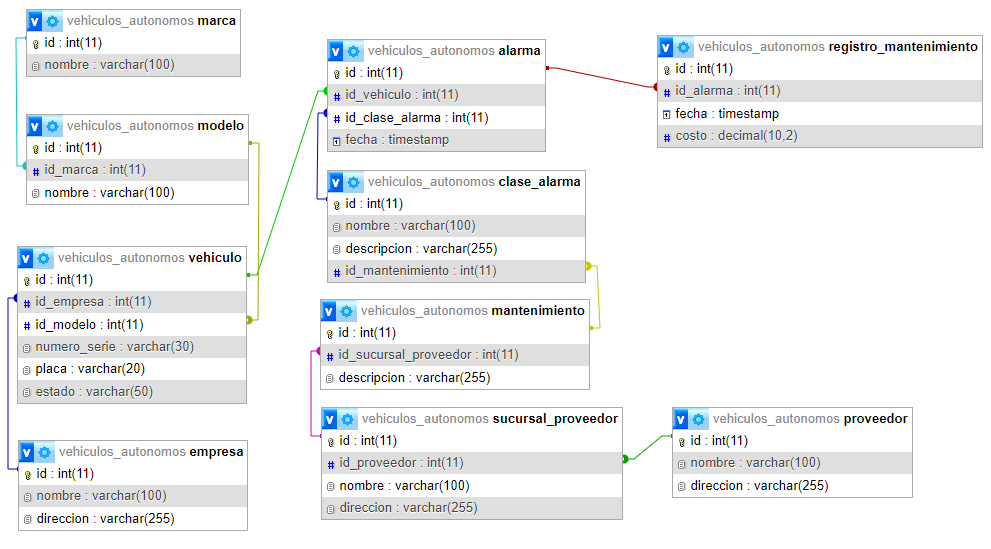 vehiculos_autonomos marca
id : int(11)
nombre : varchar(100)
vehiculos_autonomos modelo
id : int(11)
id_marca : int(11)
nombre : varchar(100)
vehiculos_autonomos vehiculo
id : int(11)
id_empresa : int(11)
id_modelo : int(11)
numero_serie : varchar(30)
placa : varchar(20)
estado : varchar(50)
vehiculos_autonomos empresa
id : int(11)
nombre : varchar(100)
direccion : varchar(255)
vehiculos_autonomos alarma
id : int(11)
id_vehiculo : int(11)
id_clase_alarma : int(11)
fecha : timestamp
vehiculos_autonomos clase_alarma
id : int(11)
nombre : varchar(100)
descripcion : varchar(255)
id_mantenimiento : int(11)
vehiculos_autonomos mantenimiento
id : int(11)
id_sucursal_proveedor : int(11)
descripcion : varchar(255)
vehiculos_autonomos sucursal_proveedor
id : int(11)
id_proveedor : int(11)
nombre : varchar(100)
direccion : varchar(255)
vehiculos_autonomos registro_mantenimiento
id : int(11)
id_alarma : int(11)
fecha : timestamp
costo : decimal(10,2)
vehiculos_autonomos proveedor
id : int(11)
nombre : varchar(100)
direccion : varchar(255)